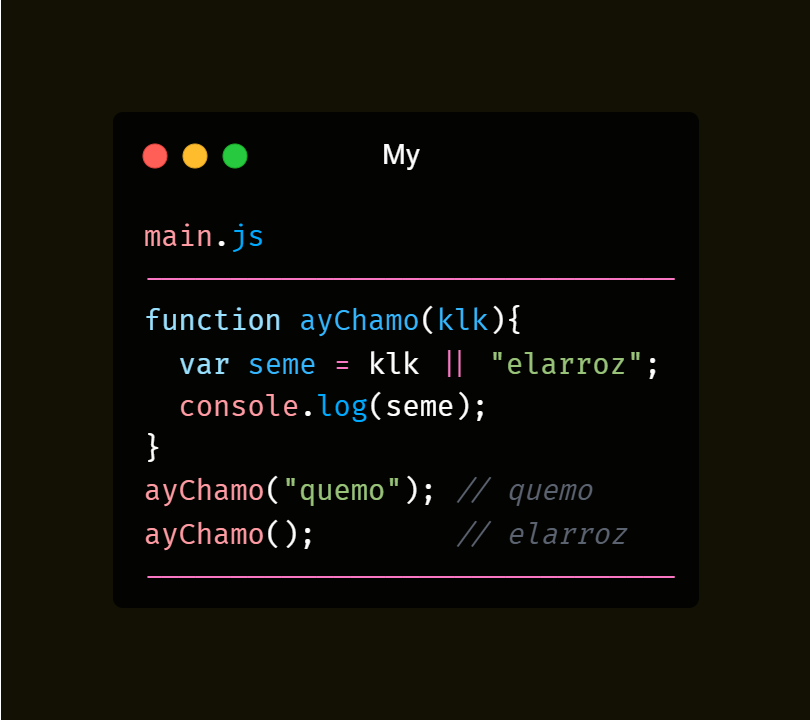 My
main.js
function ayChamo(klk){
  var seme = klk || "elarroz";
  console.log(seme);
}
ayChamo("quemo"); // quemo
ayChamo();        // elarroz